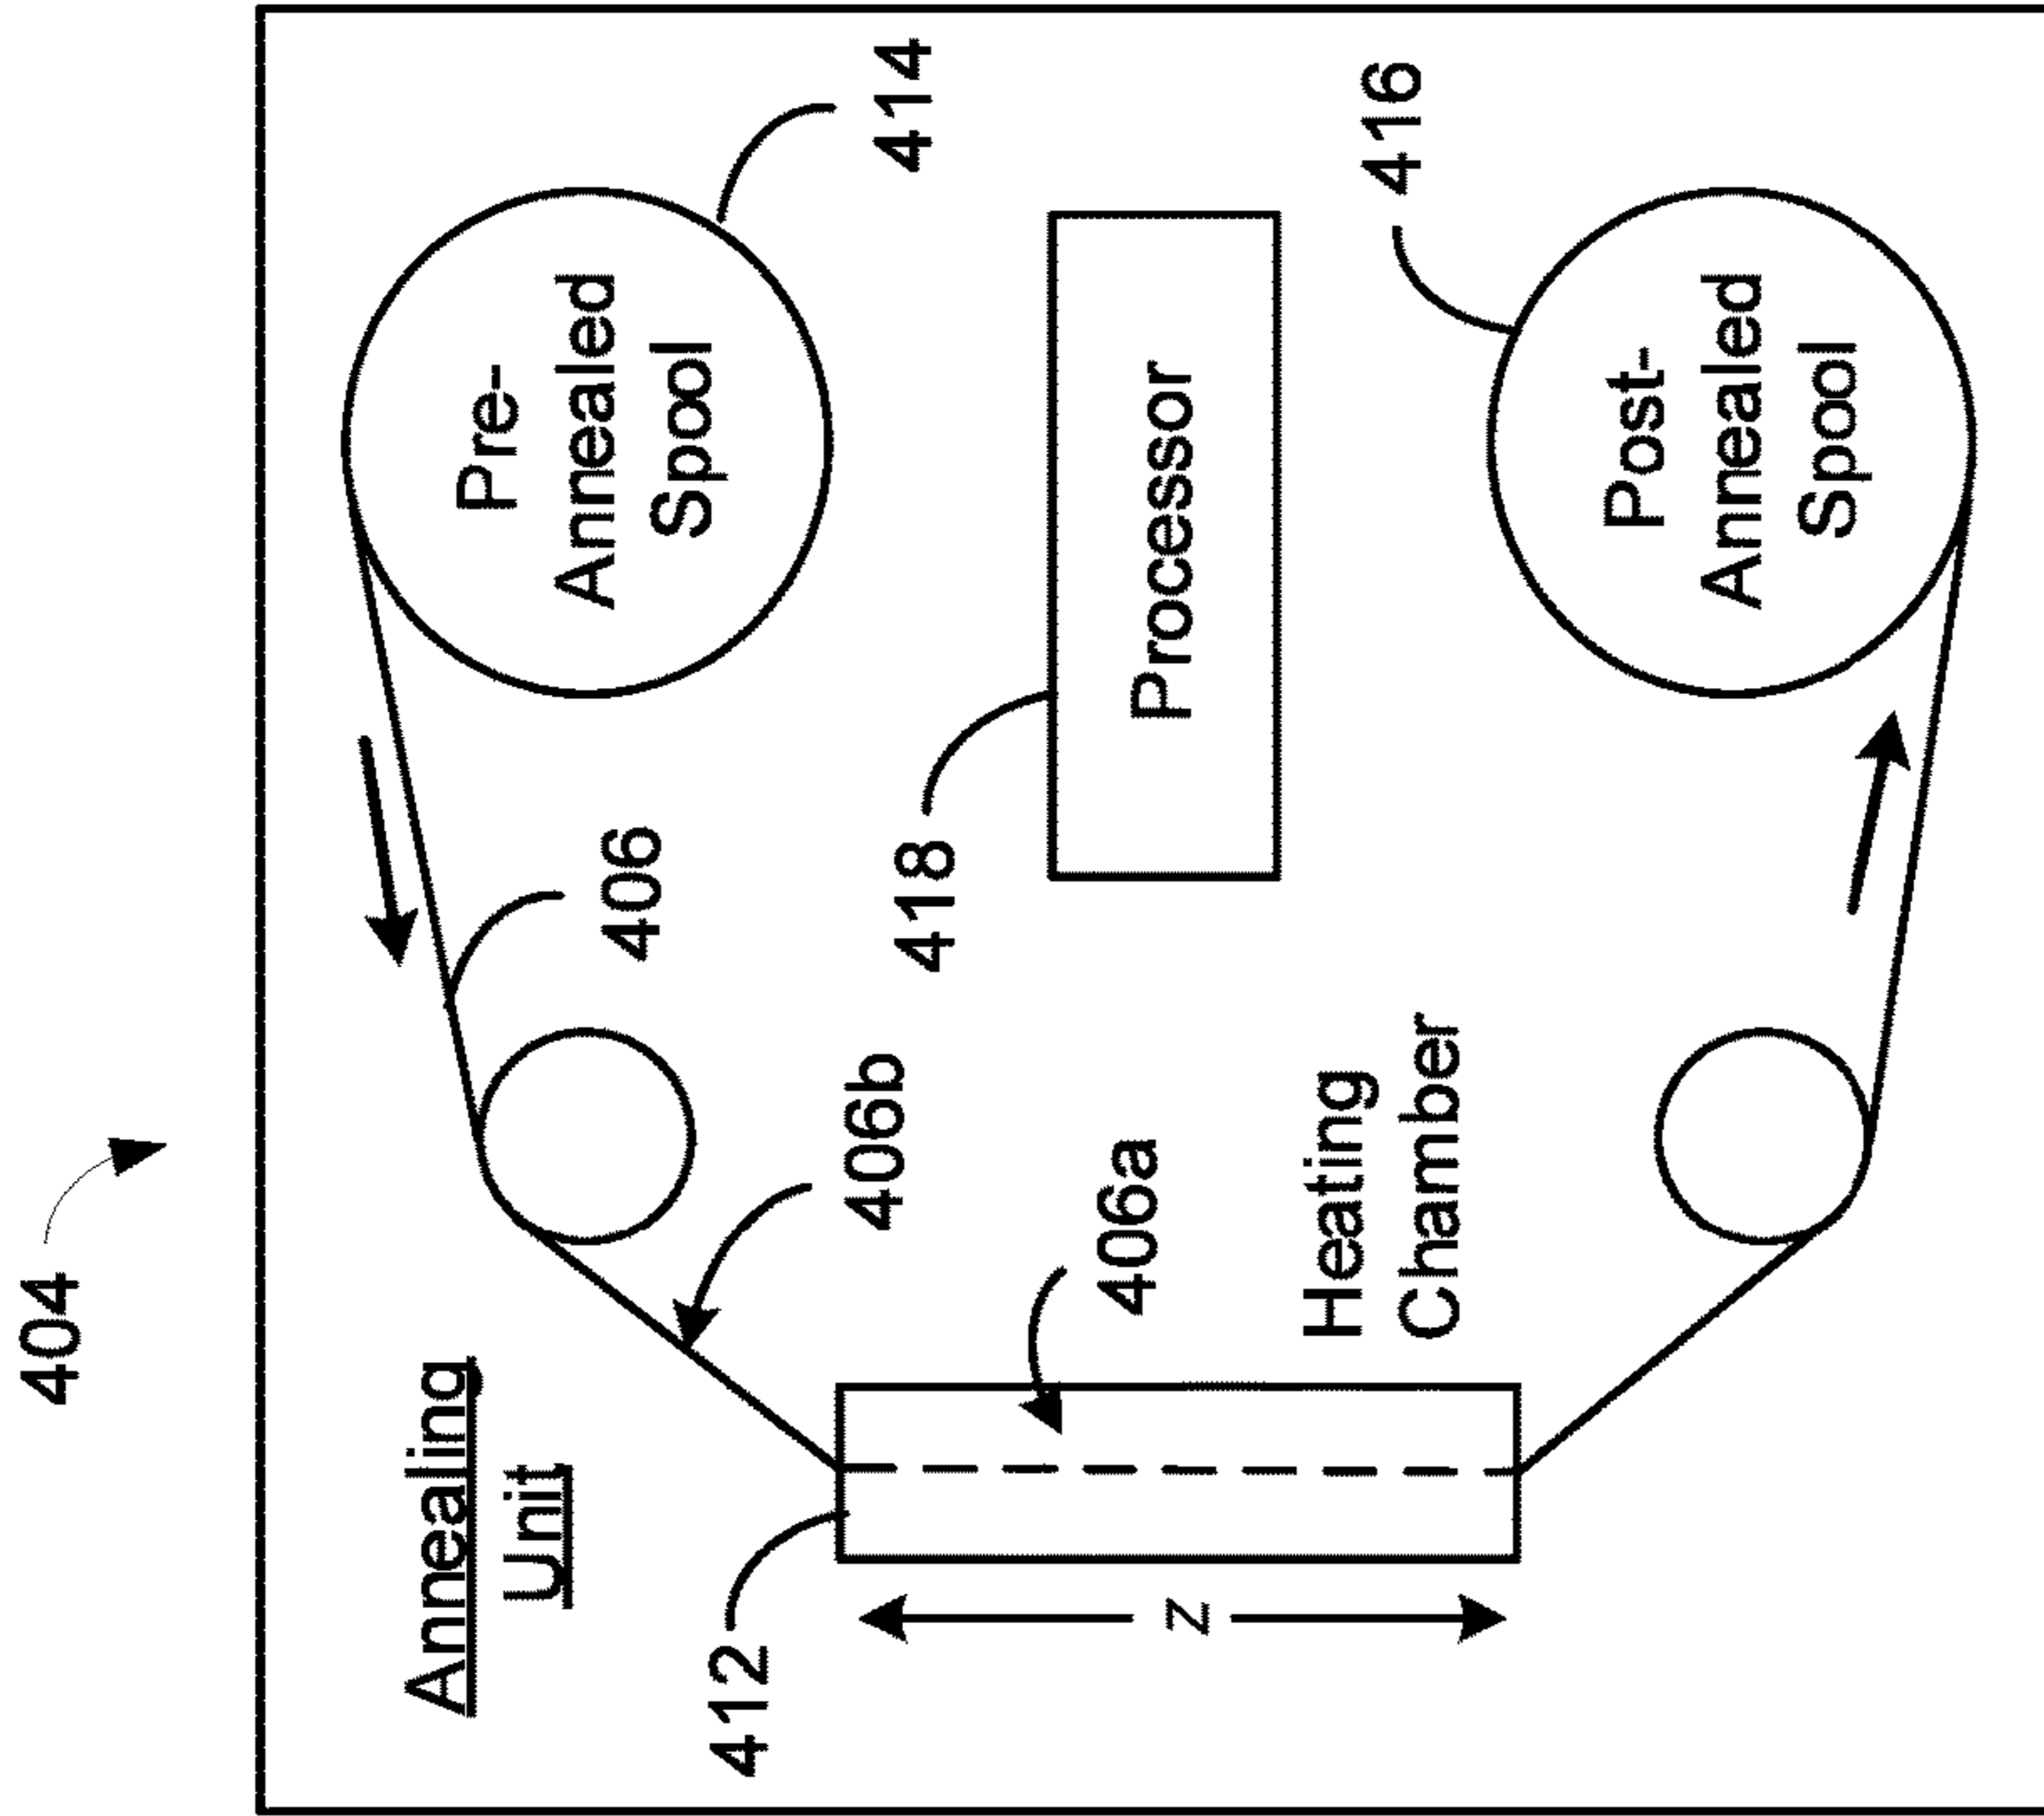 404
Annealing
Unit
412
z
406b
406a
Heating
Chamber
406
418
Processor
Pre-
Annealed
Spool
414
Post-
Annealed
Spool
416